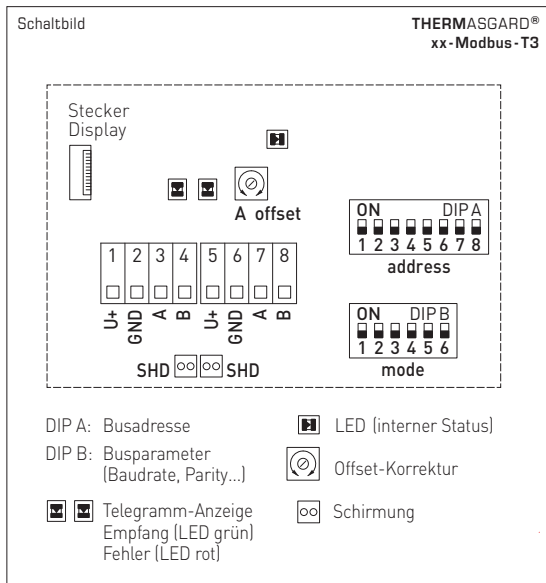 Schaltbild
THERMASGARD®
xx-Modbus-T3
Stecker
Display
A offset
ON DIP A
1 2 3 4 5 6 7 8
address
1 2 3 4 5 6 7 8
U+ GND A B U+ GND A B
ON DIP B
1 2 3 4 5 6
mode
SHD SHD
DIP A: Busadresse
DIP B: Busparameter
(Baudrate, Parity...)
Telegramm-Anzeige
Empfang (LED grün)
Fehler (LED rot)
LED (interner Status)
Offset-Korrektur
Schirmung